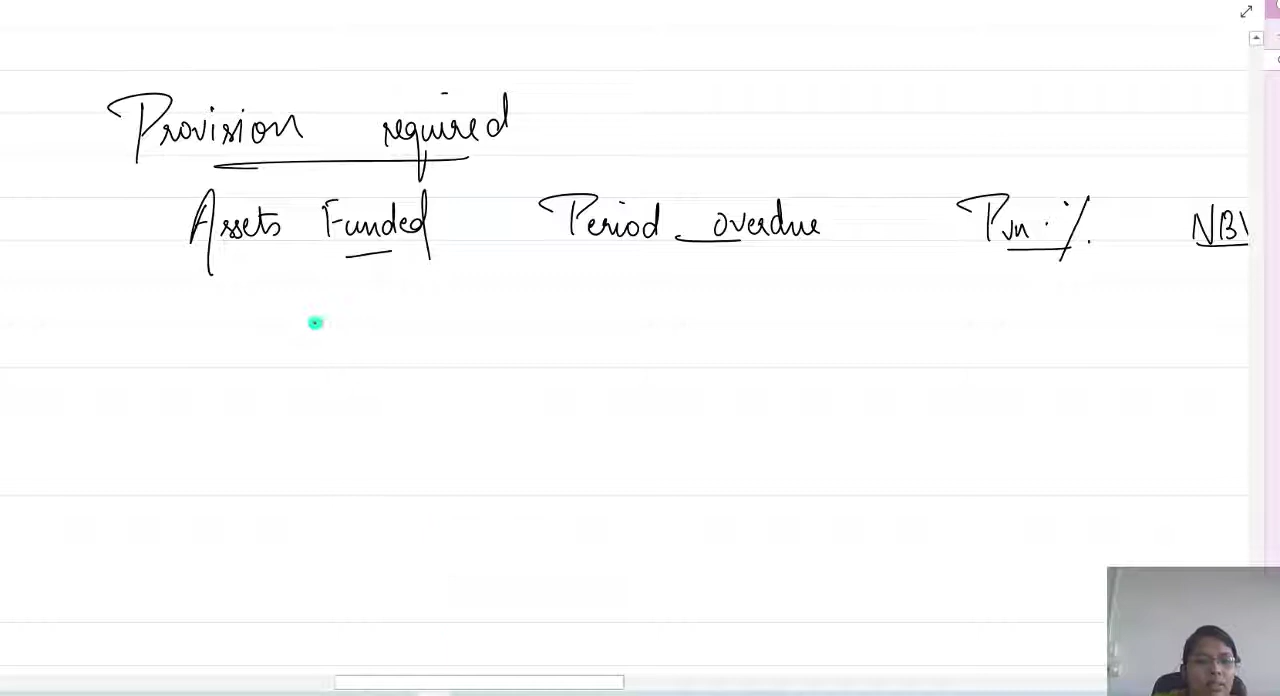 Provision required
Assets Funded Period overdue Pvn. % NBV